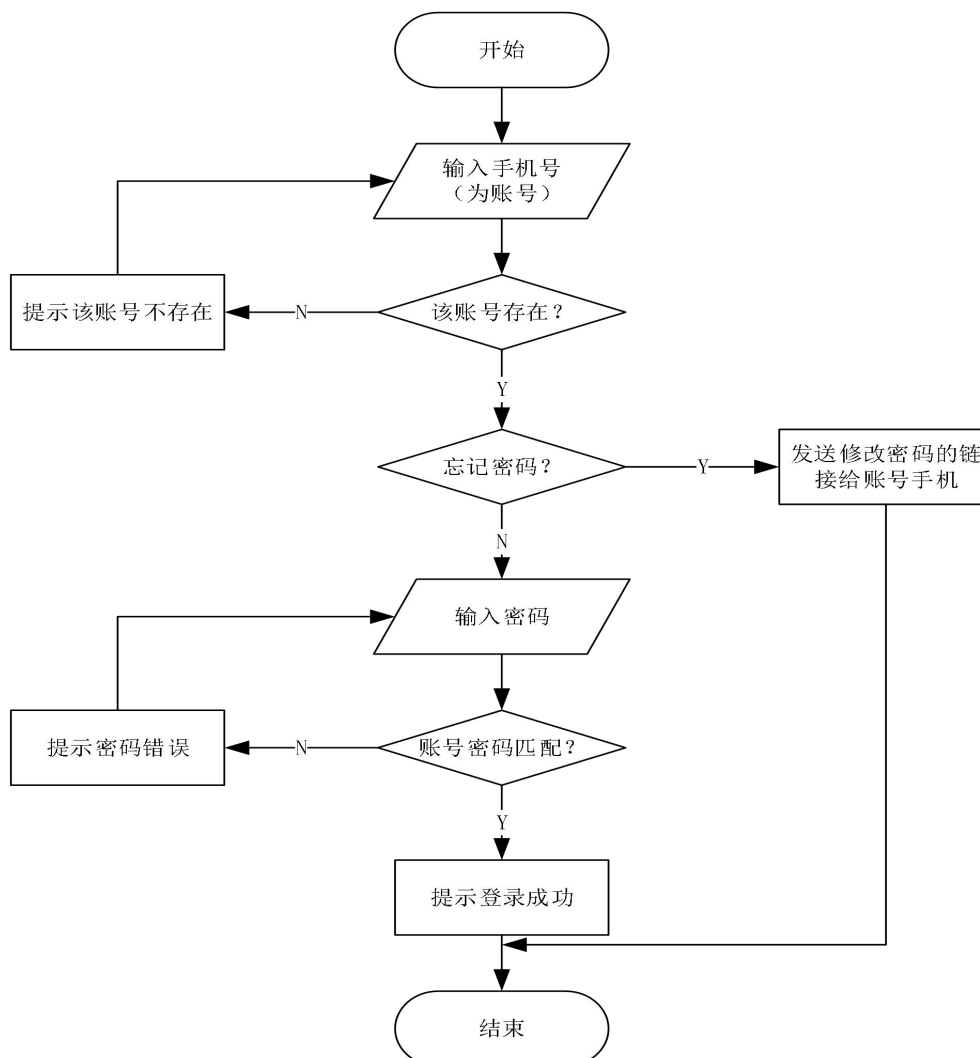 开始
输入手机号
（为账号）
该账号存在？
N
提示该账号不存在
Y
忘记密码？
Y
发送修改密码的链
接给账号手机
N
输入密码
账号密码匹配？
N
提示密码错误
Y
提示登录成功
结束